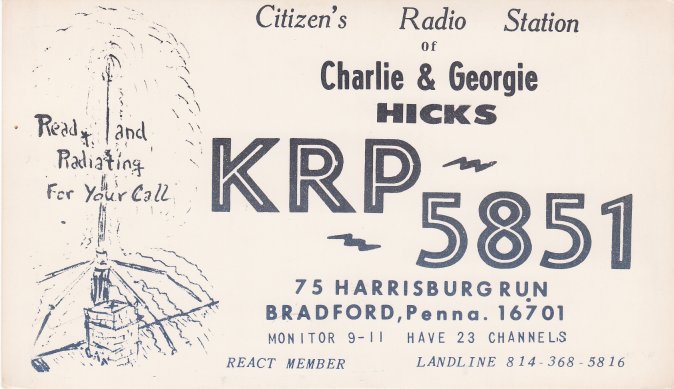 Citizen's Radio Station
of
Charlie & Georgie
HICKS
KRP
5851
Ready and
Radiating
For Your Call
75 HARRISBURG RUN
BRADFORD, Penna. 16701
MONITOR 9-11 HAVE 23 CHANNELS
REACT MEMBER LANDLINE 814-368-5816